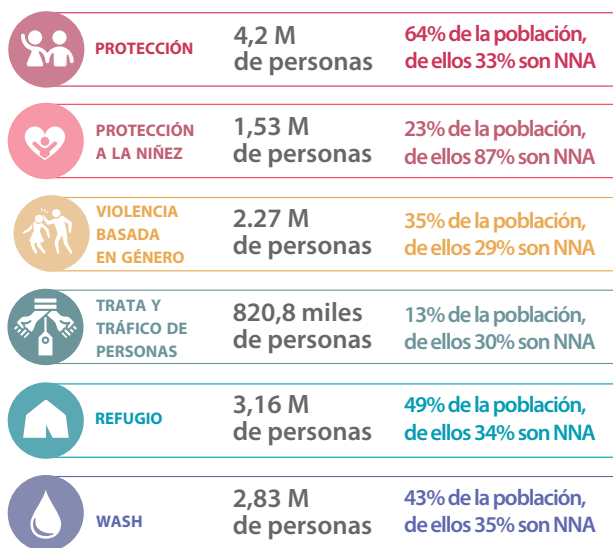 PROTECCIÓN
4,2 M
de personas
64% de la población,
de ellos 33% son NNA
PROTECCIÓN
A LA NIÑEZ
1,53 M
de personas
23% de la población,
de ellos 87% son NNA
VIOLENCIA
BASADA
EN GÉNERO
2.27 M
de personas
35% de la población,
de ellos 29% son NNA
TRATA Y
TRÁFICO DE
PERSONAS
820,8 miles
de personas
13% de la población,
de ellos 30% son NNA
REFUGIO
3,16 M
de personas
49% de la población,
de ellos 34% son NNA
WASH
2,83 M
de personas
43% de la población,
de ellos 35% son NNA